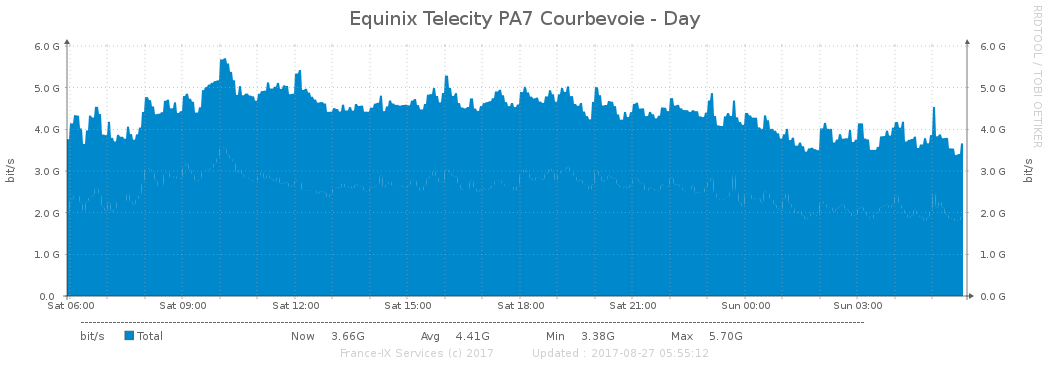 Equinix Telecity PA7 Courbevoie - Day
RRDTOOL / TOBI OETIKER
6.0 G 6.0 G
5.0 G 5.0 G
4.0 G 4.0 G
3.0 G 3.0 G
2.0 G 2.0 G
1.0 G 1.0 G
0.0 0.0 G
bit/s
bit/s
Sat 06:00 Sat 09:00 Sat 12:00 Sat 15:00 Sat 18:00 Sat 21:00 Sun 00:00 Sun 03:00
bit/s Total Now 3.66G Avg 4.41G Min 3.38G Max 5.70G
France-IX Services (c) 2017 Updated : 2017-08-27 05:55:12